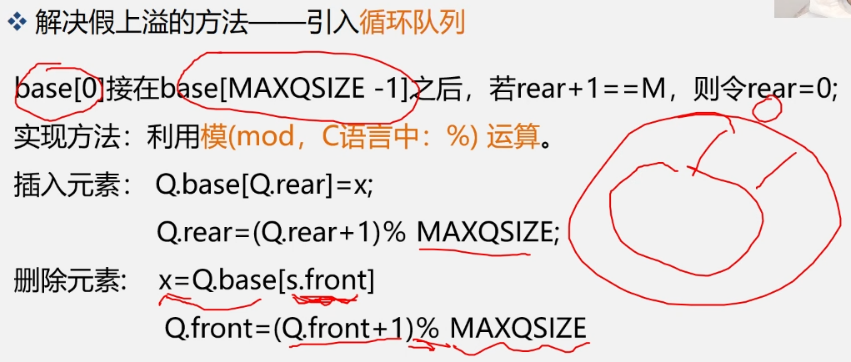 ❖ 解决假上溢的方法——引入循环队列
base[0]接在base[MAXQSIZE -1]之后，若rear+1==M，则令rear=0;
实现方法：利用模(mod，C语言中：%) 运算。
插入元素： Q.base[Q.rear]=x;
Q.rear=(Q.rear+1)% MAXQSIZE;
删除元素: x=Q.base[s.front]
Q.front=(Q.front+1)% MAXQSIZE